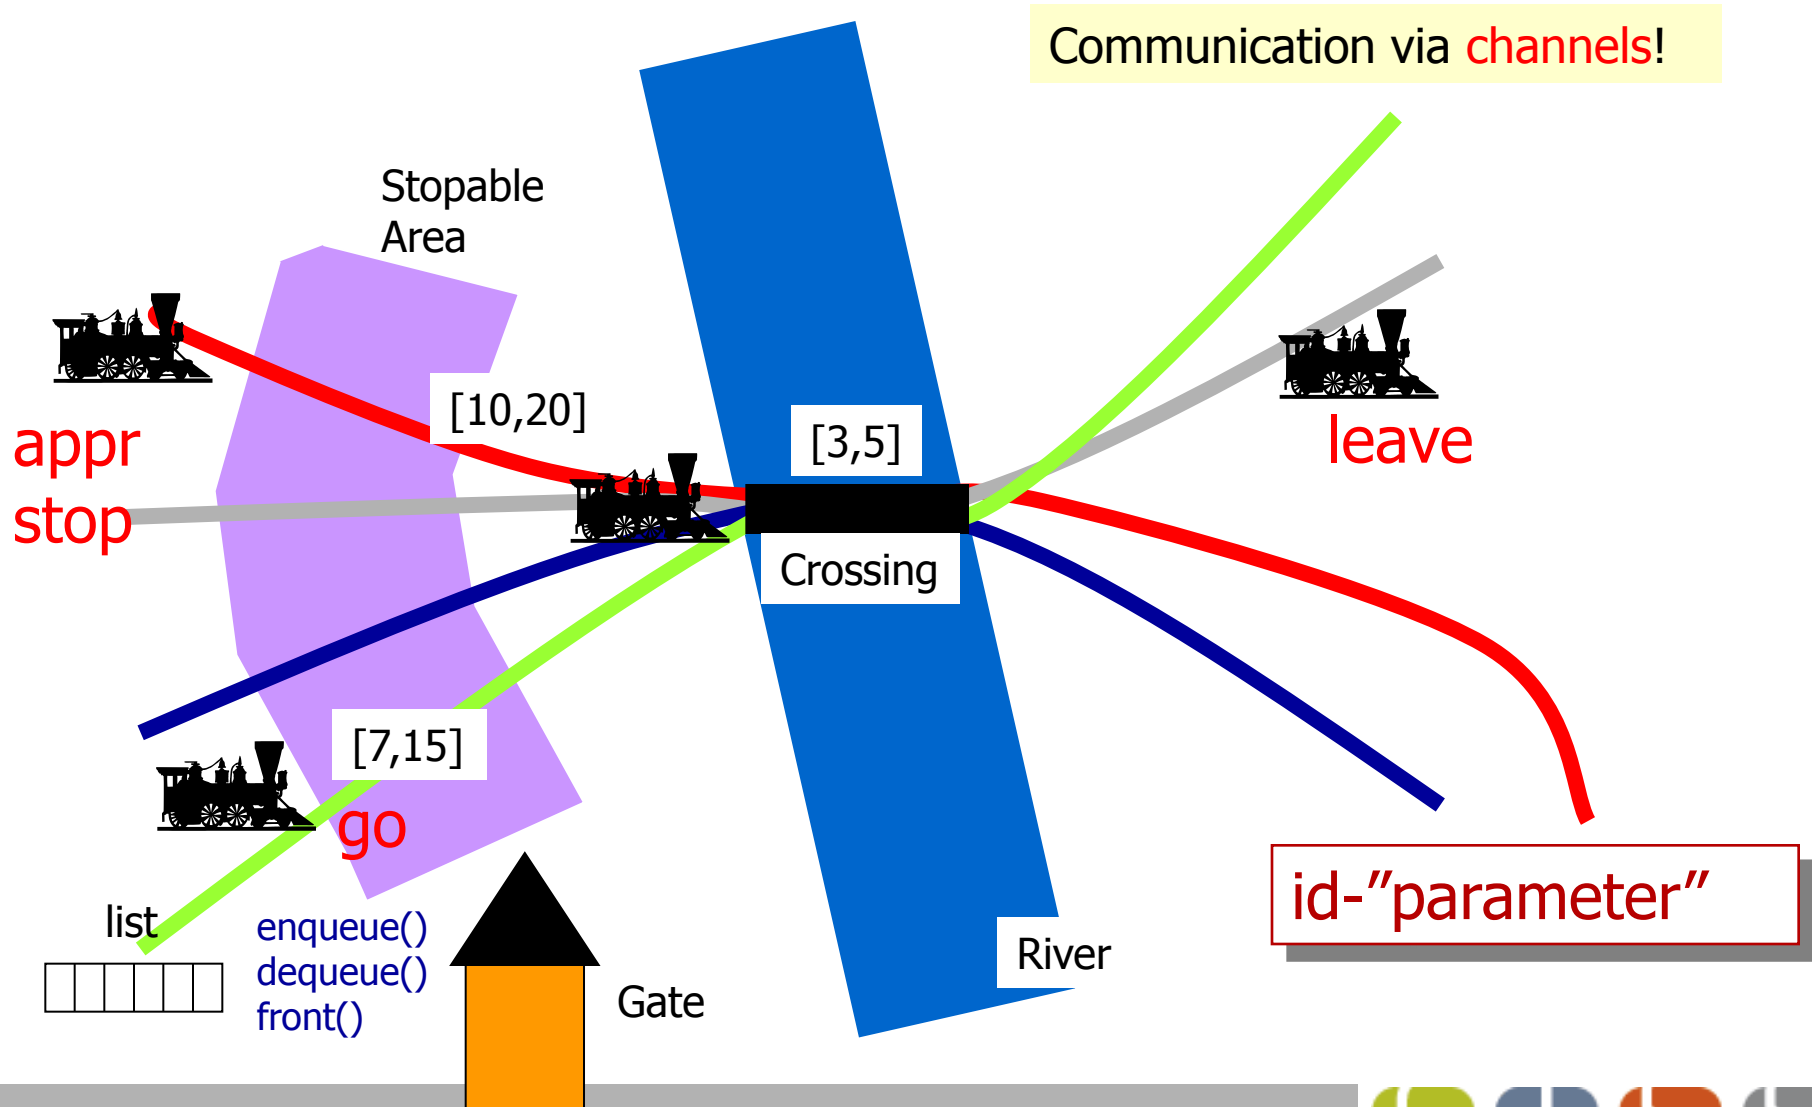 Communication via channels!
Stopable
Area
[10,20]
[3,5]
appr
stop
leave
Crossing
[7,15]
go
id-”parameter”
list
enqueue()
dequeue()
front()
River
Gate